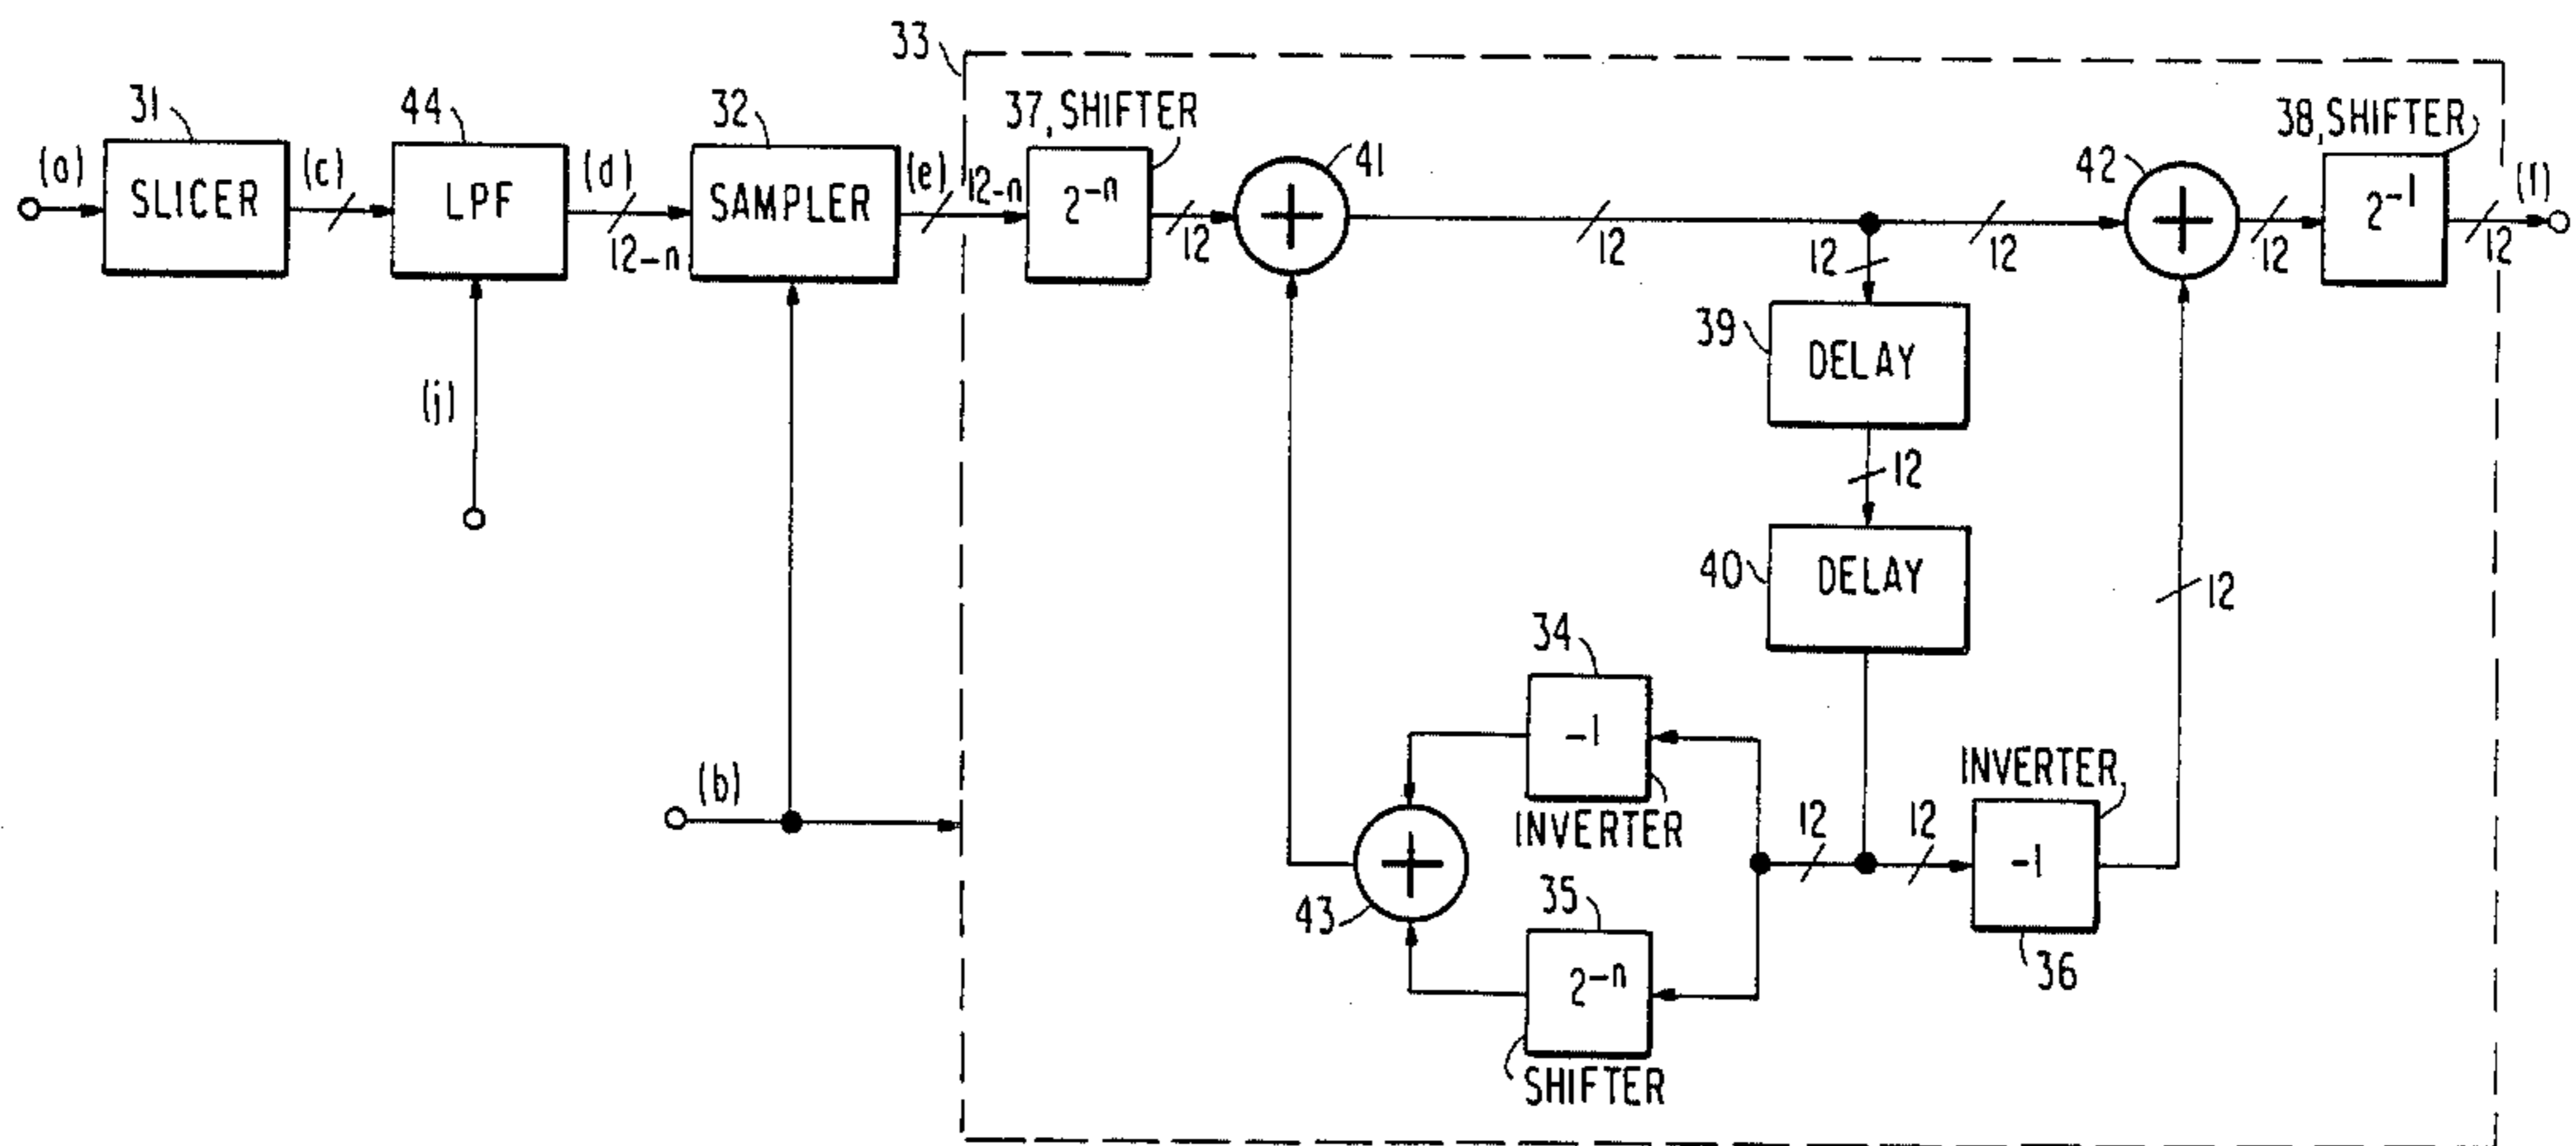 33
31
44
32
37, SHIFTER
38, SHIFTER
(a)
SLICER
(c)
LPF
(d)
12-n
SAMPLER
(e)
12-n
2^-n
12
+
41
12
12
12
42
+
12
2^-1
12
(f)
39
DELAY
(j)
12
40
DELAY
12
34
-1
INVERTER
(b)
43
+
35
2^-n
SHIFTER
12
12
INVERTER
-1
36